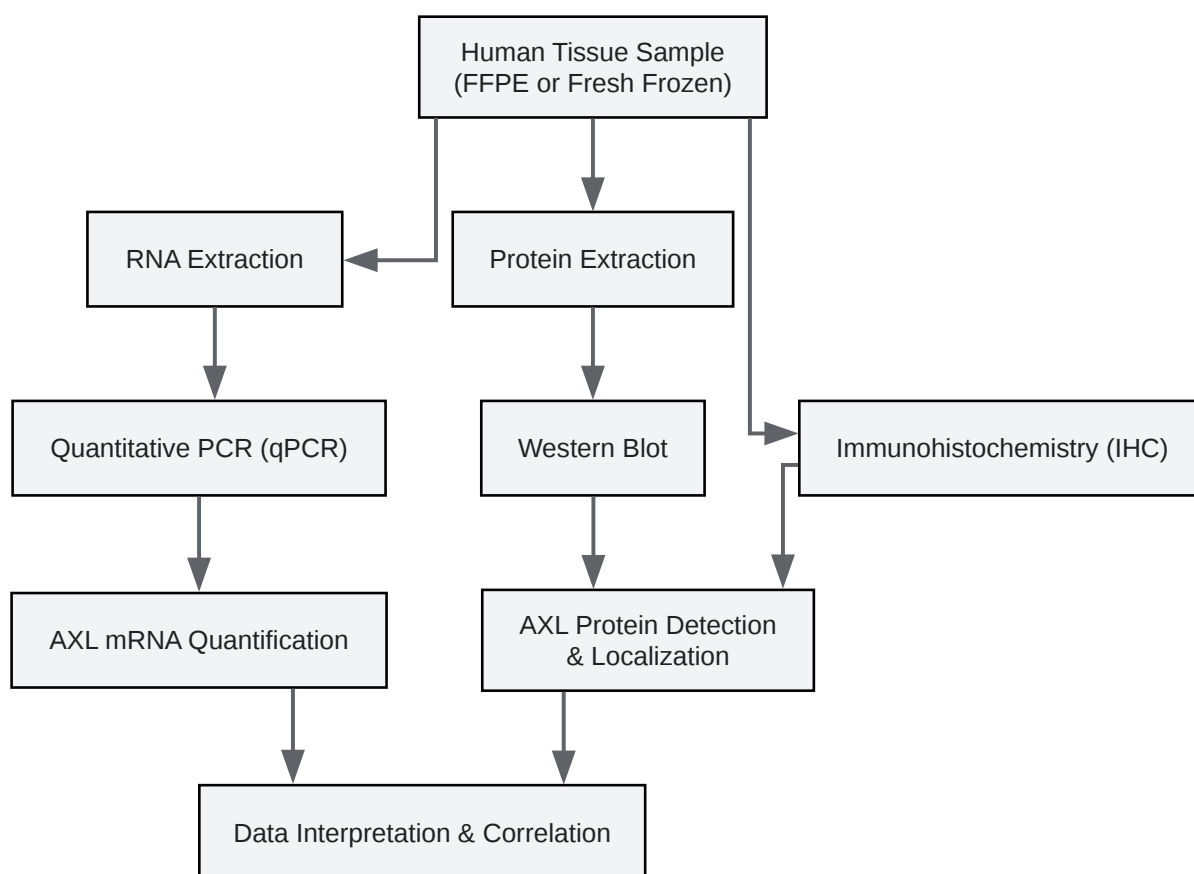 Human Tissue Sample
(FFPE or Fresh Frozen)
RNA Extraction
Protein Extraction
Quantitative PCR (qPCR)
Western Blot
Immunohistochemistry (IHC)
AXL mRNA Quantification
AXL Protein Detection
& Localization
Data Interpretation & Correlation